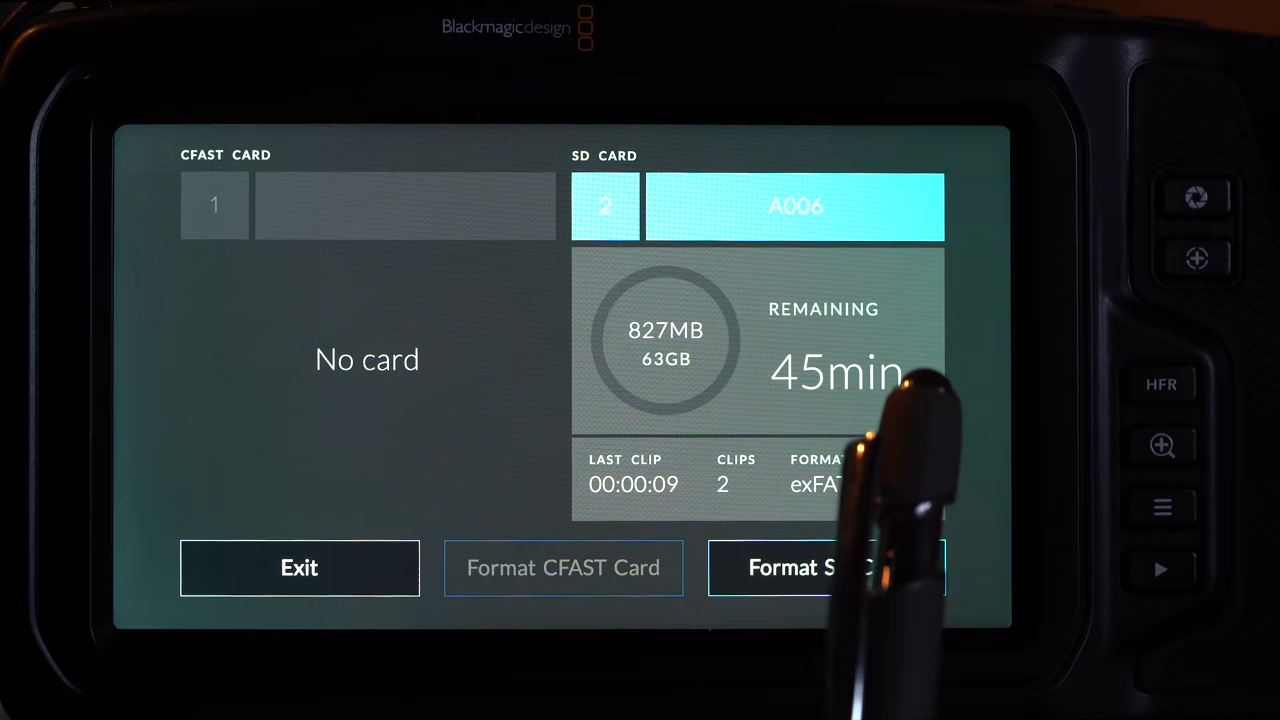 Blackmagicdesign
CFAST CARD
1
No card
SD CARD
2 A006
827MB
63GB
REMAINING
45min
LAST CLIP
00:00:09
CLIPS
2
Exit
Format CFAST Card
Format
HFR